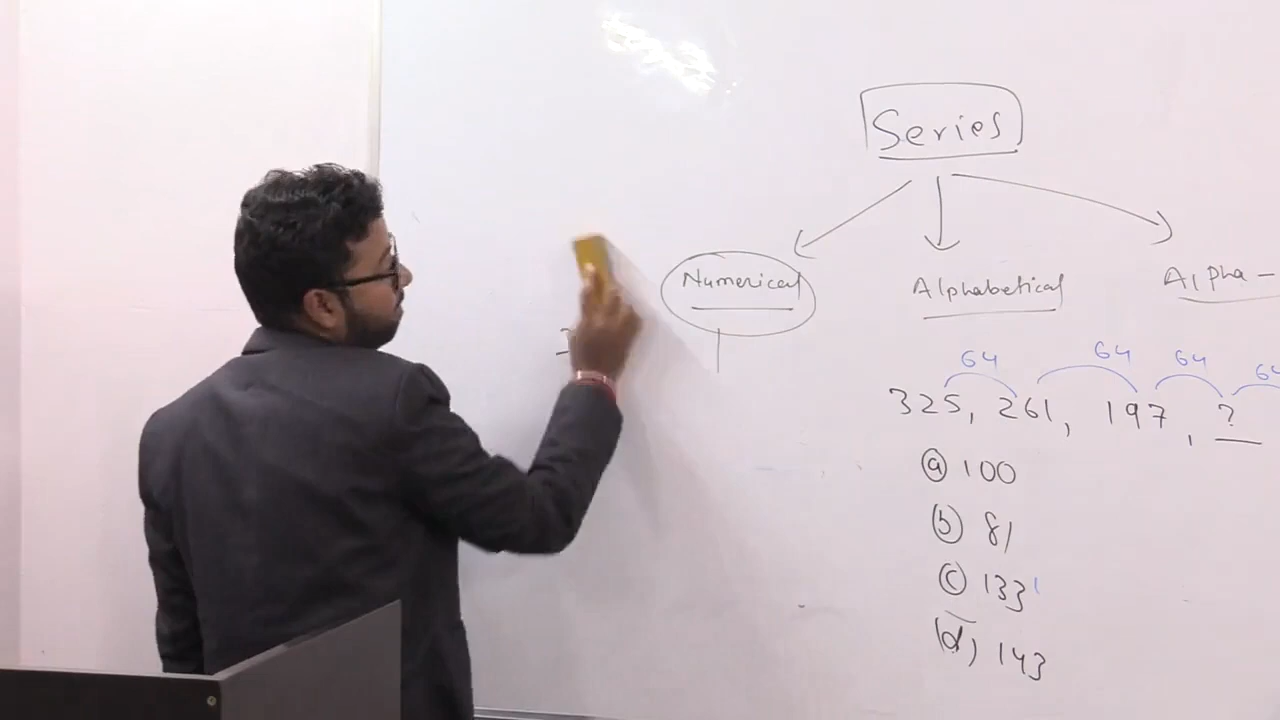 Series
Numerical Alphabetical Alpha-
64 64 64 64
325, 261, 197, ?
(a) 100
(b) 81
(c) 133
(d) 143